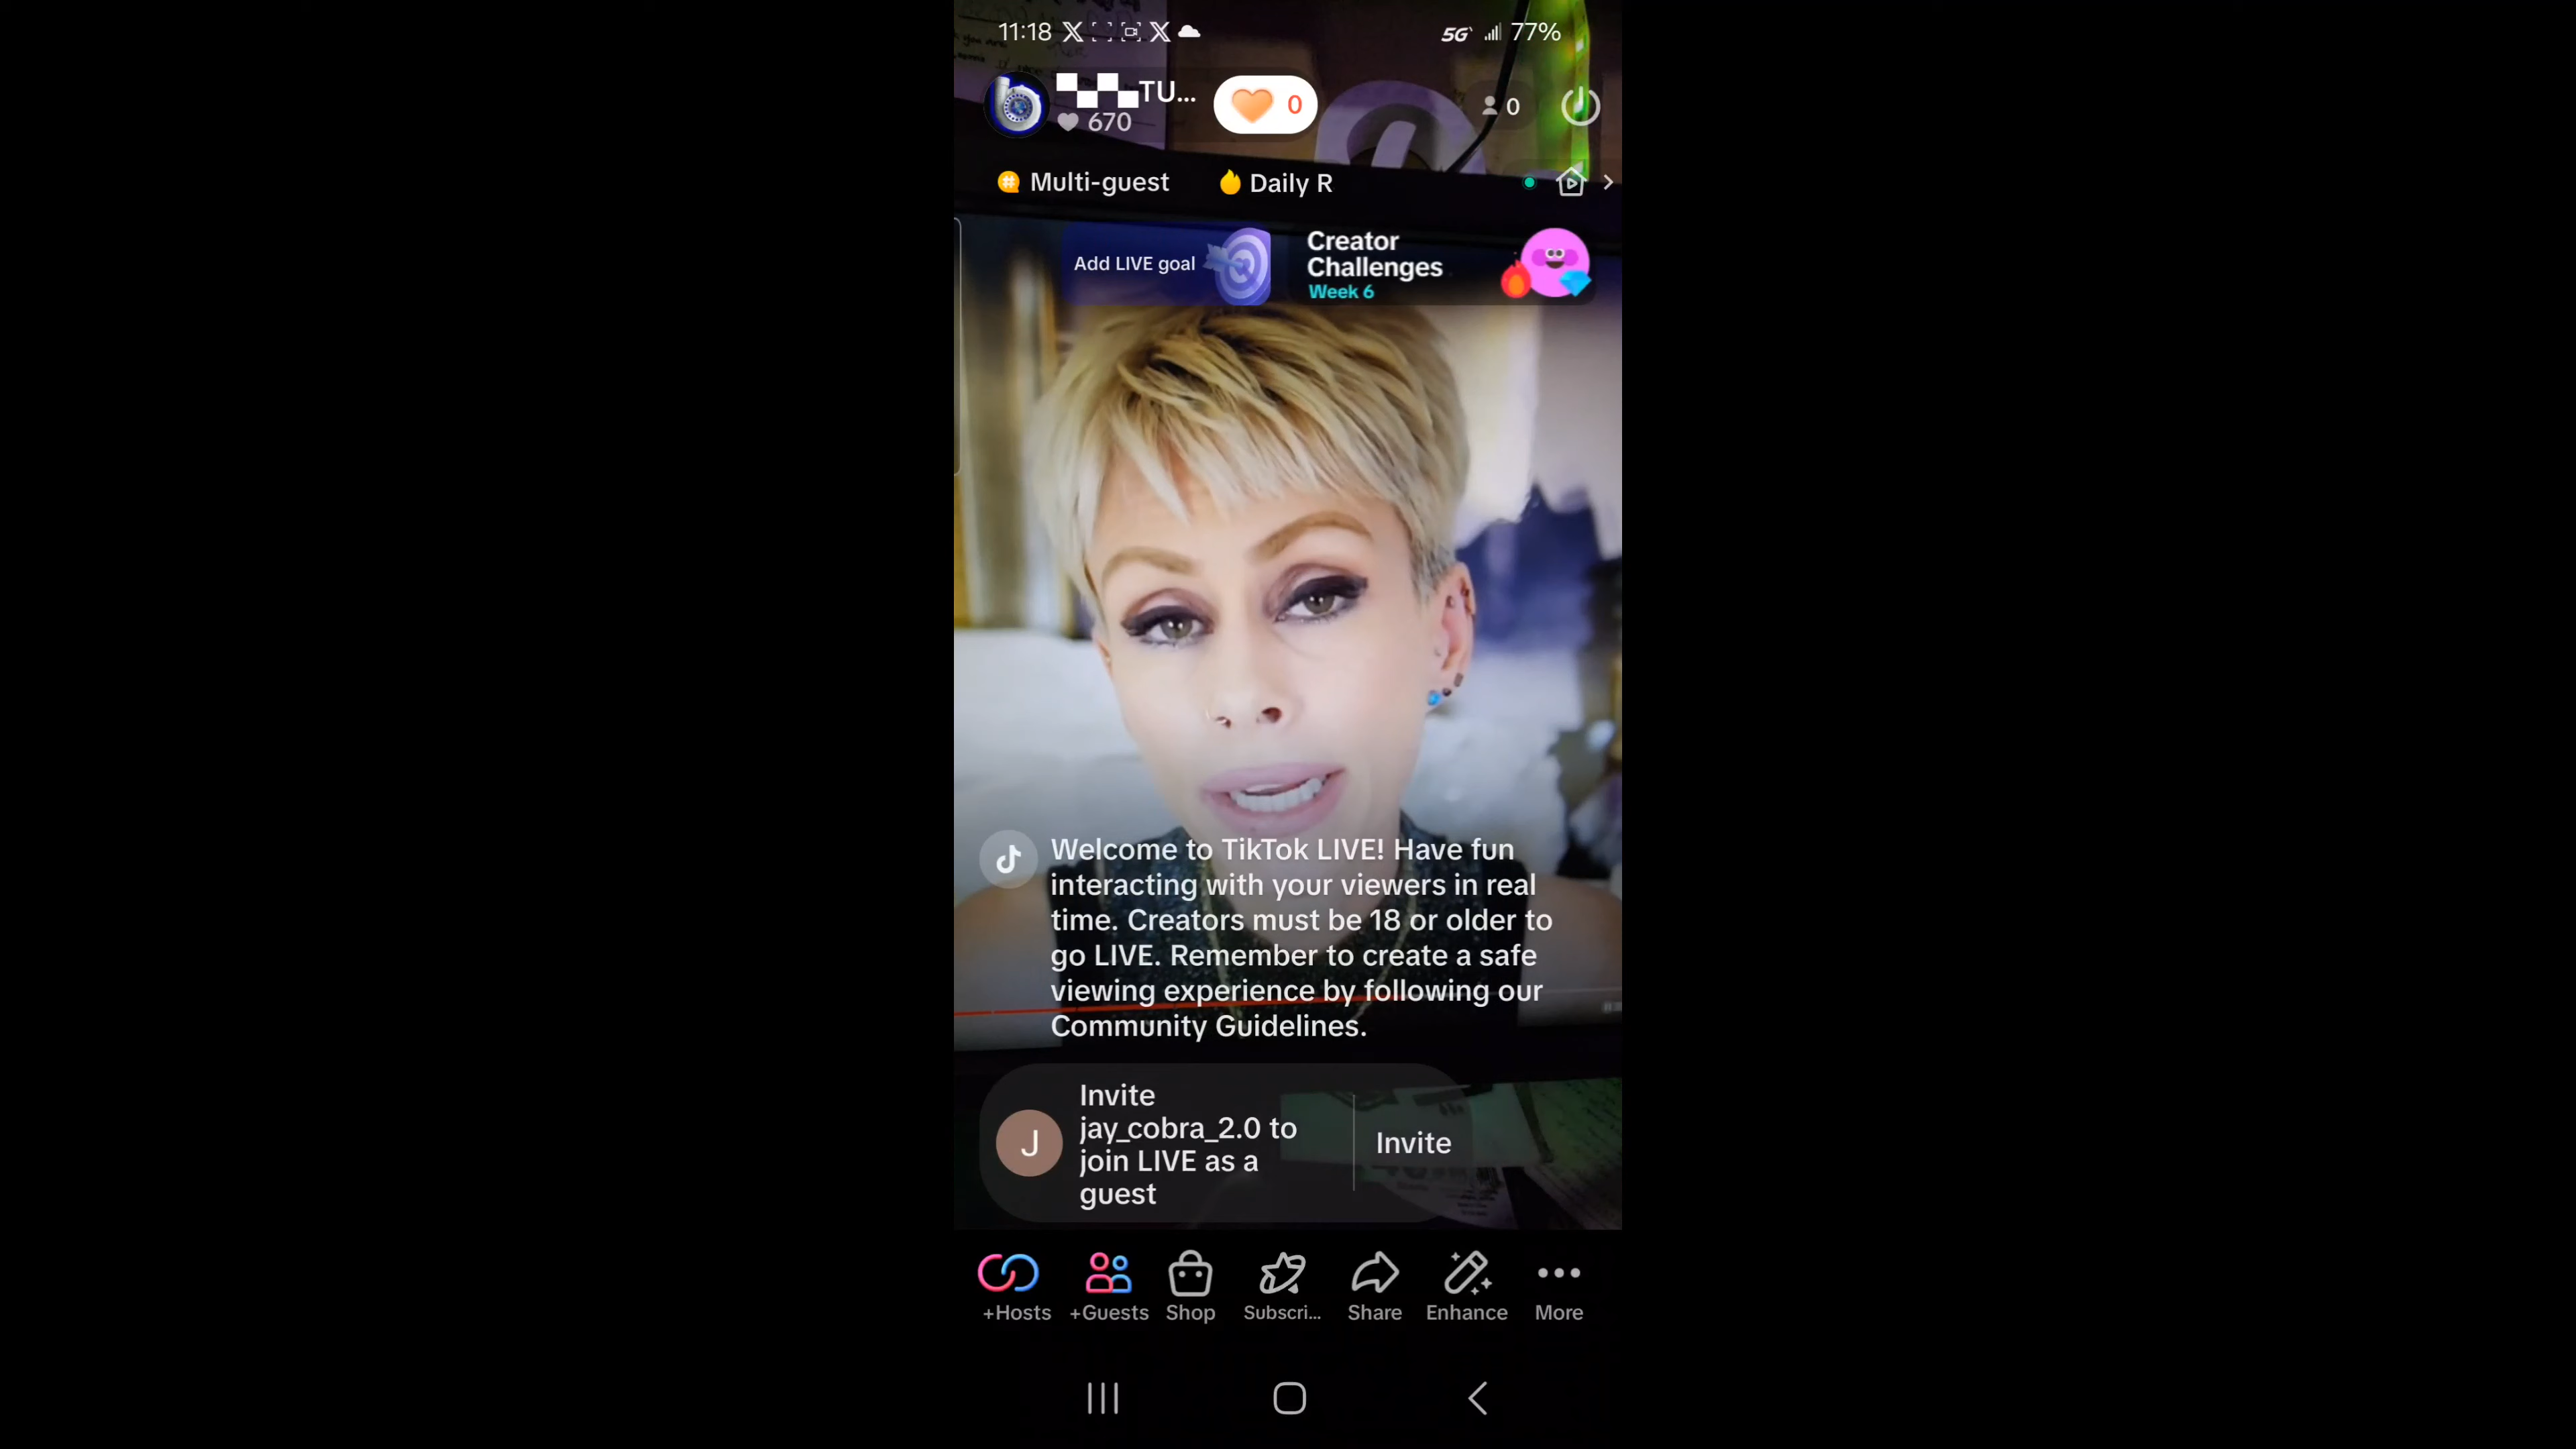 11:18
5G 77%
TU...
670
0
0
Multi-guest
Daily R
Add LIVE goal
Creator
Challenges
Week 6
Welcome to TikTok LIVE! Have fun
interacting with your viewers in real
time. Creators must be 18 or older to
go LIVE. Remember to create a safe
viewing experience by following our
Community Guidelines.
Invite
jay_cobra_2.0 to
join LIVE as a
guest
J
Invite
+Hosts
+Guests
Shop
Subscri...
Share
Enhance
More